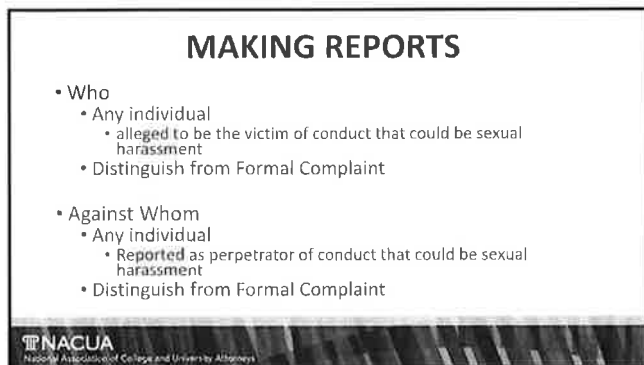 MAKING REPORTS
• Who
• Any individual
• alleged to be the victim of conduct that could be sexual
harassment
• Distinguish from Formal Complaint
• Against Whom
• Any individual
• Reported as perpetrator of conduct that could be sexual
harassment
• Distinguish from Formal Complaint
NACUA
National Association of College and University Attorneys